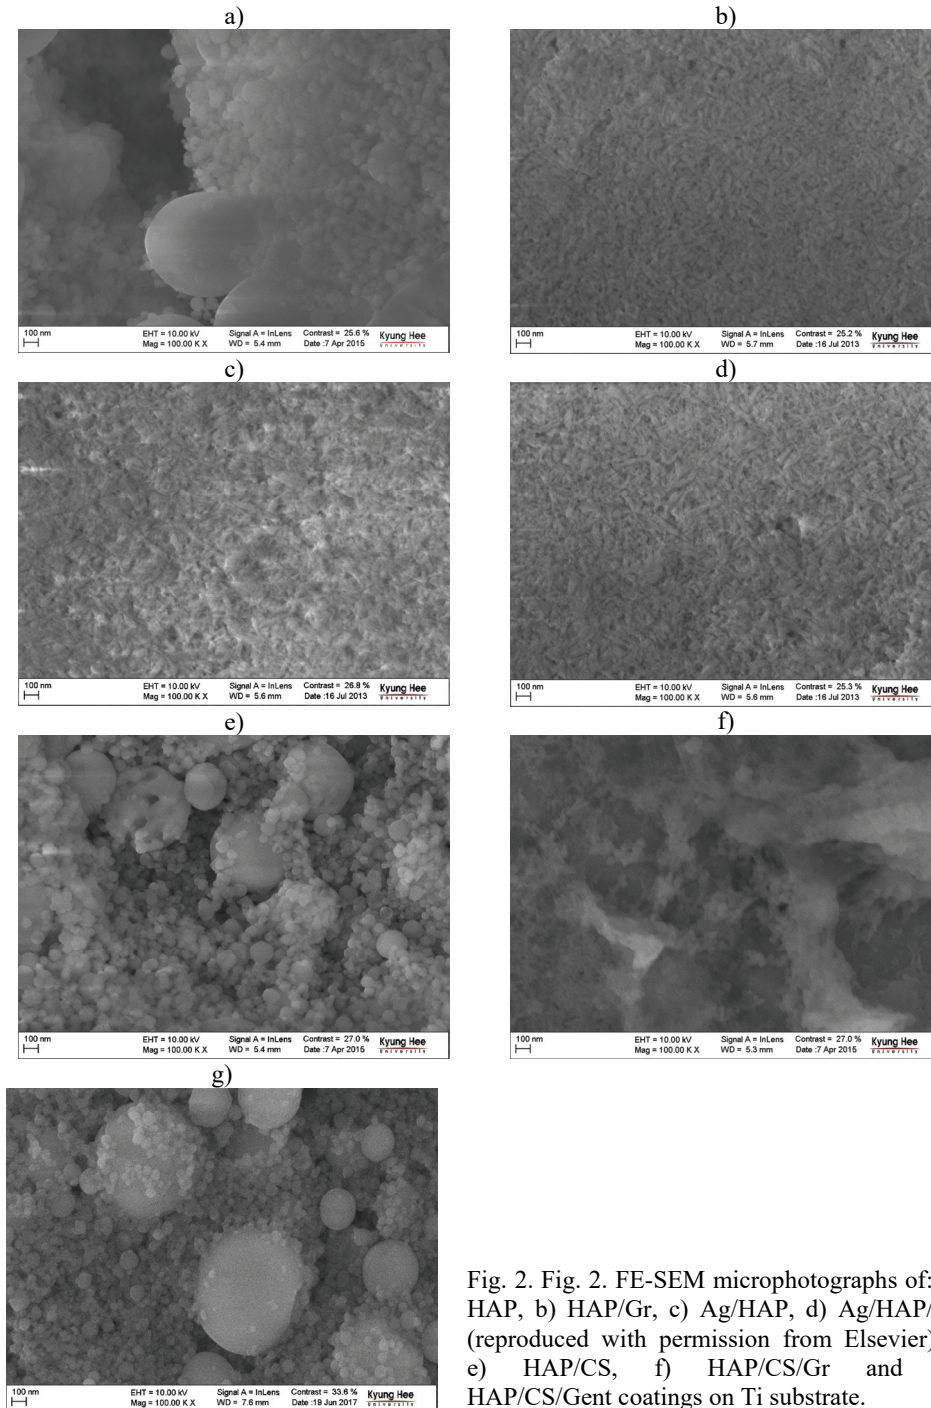 a)
b)
100 nm EHT = 10.00 kV Signal A = InLens Contrast = 25.6 % Kyung Hee
Mag = 100.00 K X WD = 5.4 mm Date :7 Apr 2015 University
100 nm EHT = 10.00 kV Signal A = InLens Contrast = 25.2 % Kyung Hee
Mag = 100.00 K X WD = 5.7 mm Date :16 Jul 2013 University
c)
d)
100 nm EHT = 10.00 kV Signal A = InLens Contrast = 26.8 % Kyung Hee
Mag = 100.00 K X WD = 5.6 mm Date :16 Jul 2013 University
100 nm EHT = 10.00 kV Signal A = InLens Contrast = 25.3 % Kyung Hee
Mag = 100.00 K X WD = 5.6 mm Date :16 Jul 2013 University
e)
f)
100 nm EHT = 10.00 kV Signal A = InLens Contrast = 27.0 % Kyung Hee
Mag = 100.00 K X WD = 5.4 mm Date :7 Apr 2015 University
100 nm EHT = 10.00 kV Signal A = InLens Contrast = 27.0 % Kyung Hee
Mag = 100.00 K X WD = 5.3 mm Date :7 Apr 2015 University
g)
100 nm EHT = 10.00 kV Signal A = InLens Contrast = 33.6 % Kyung Hee
Mag = 100.00 K X WD = 7.6 mm Date :19 Jun 2017 University
Fig. 2. Fig. 2. FE-SEM microphotographs of:
HAP, b) HAP/Gr, c) Ag/HAP, d) Ag/HAP/
(reproduced with permission from Elsevier)
e) HAP/CS, f) HAP/CS/Gr and
HAP/CS/Gent coatings on Ti substrate.